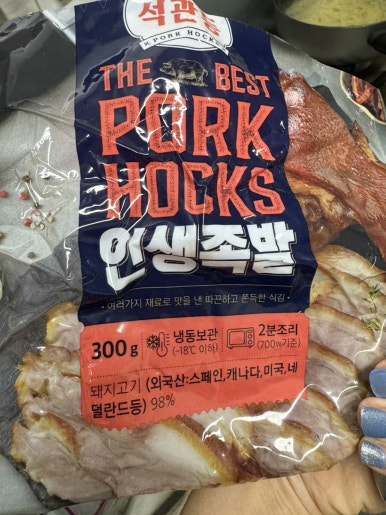 석관동
M. PORK HOCKS
THE BEST
PORK
HOCKS
인생족발
여러가지 재료로 맛을 낸 따끈하고 쫀득한 식감
300g 냉동보관 (-18℃ 이하) 2분조리 (700w기준)
돼지고기 (외국산:스페인,캐나다,미국,네
덜란드등) 98%